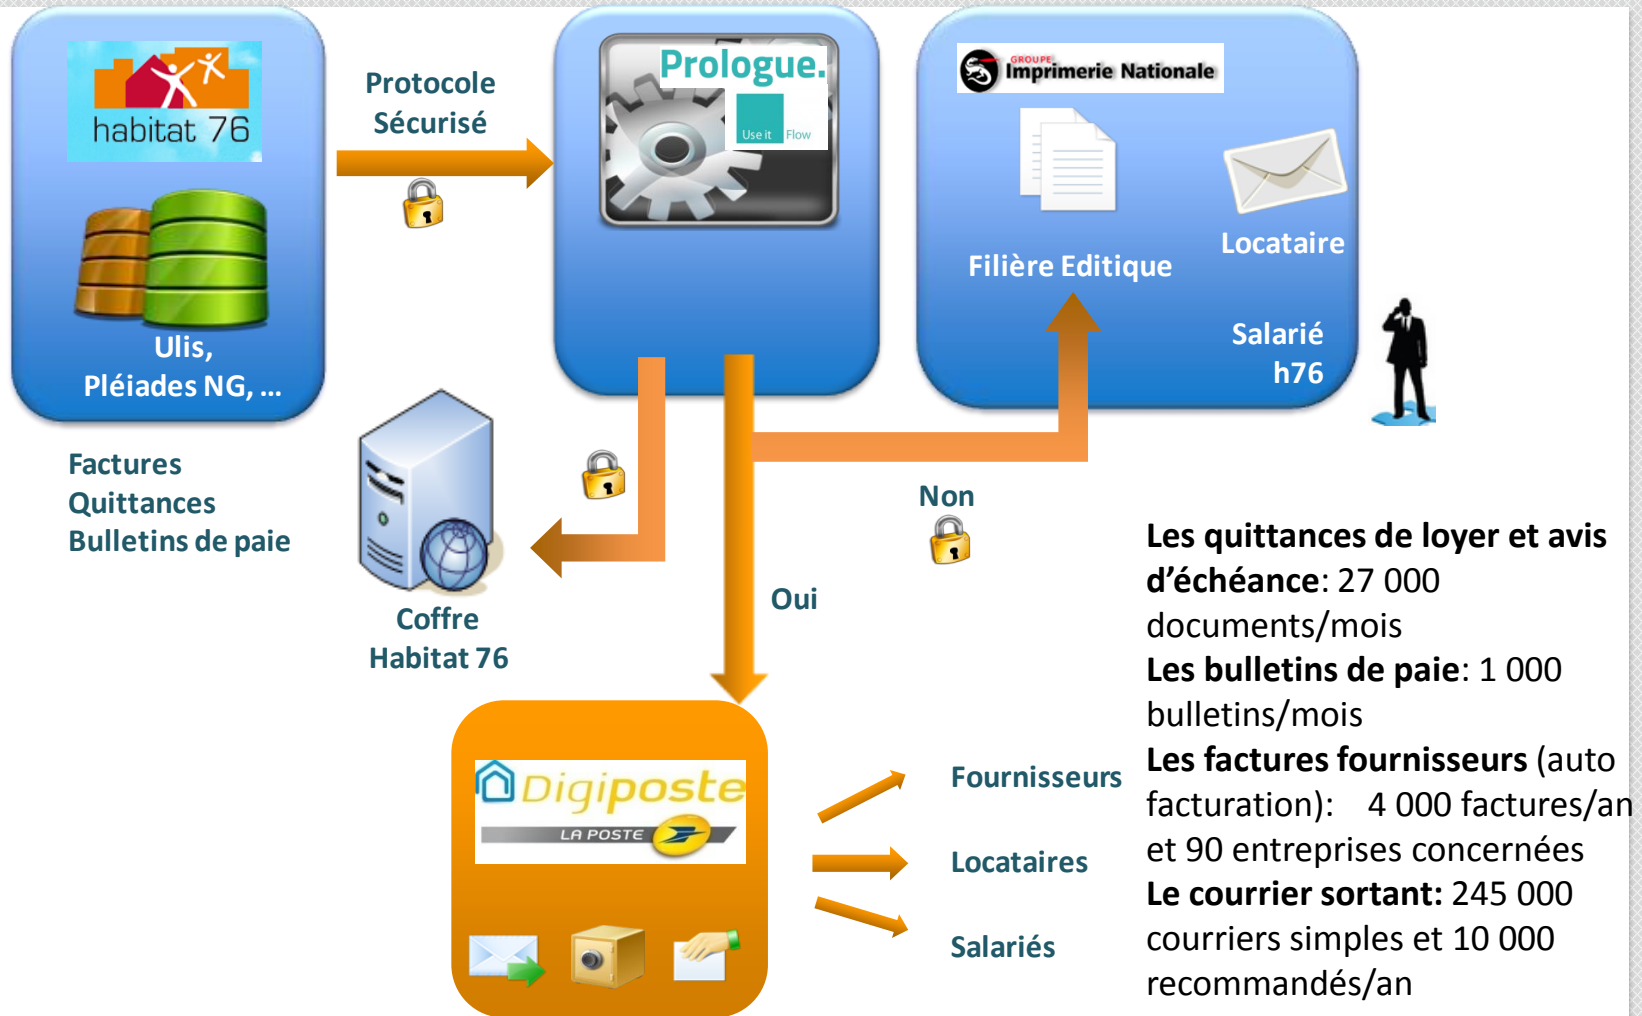 habitat 76
Ulis,
Pléiades NG, ...
Factures
Quittances
Bulletins de paie
Protocole
Sécurisé
Prologue.
Use it Flow
GROUPE
Imprimerie Nationale
Filière Editique
Locataire
Salarié
h76
Coffre
Habitat 76
Non
Oui
Digiposte
LA POSTE
Fournisseurs
Locataires
Salariés
Les quittances de loyer et avis
d’échéance: 27 000
documents/mois
Les bulletins de paie: 1 000
bulletins/mois
Les factures fournisseurs (auto
facturation): 4 000 factures/an
et 90 entreprises concernées
Le courrier sortant: 245 000
courriers simples et 10 000
recommandés/an